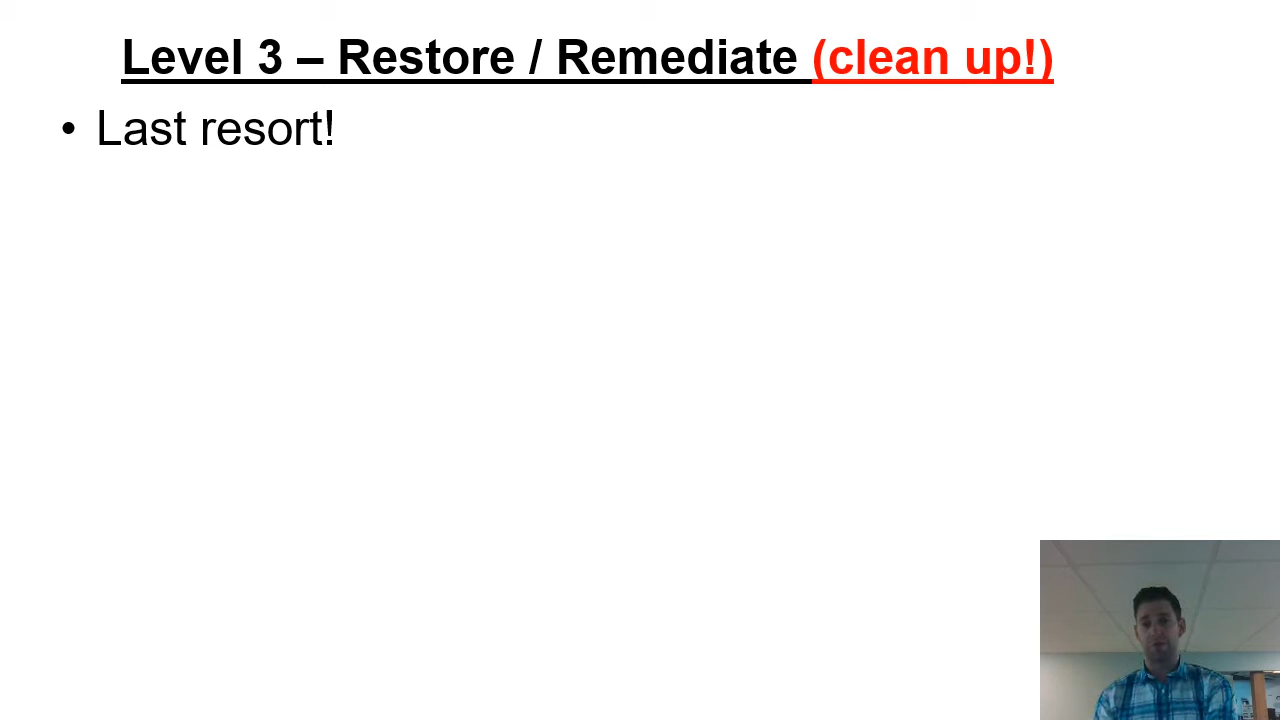 Level 3 – Restore / Remediate (clean up!)
• Last resort!